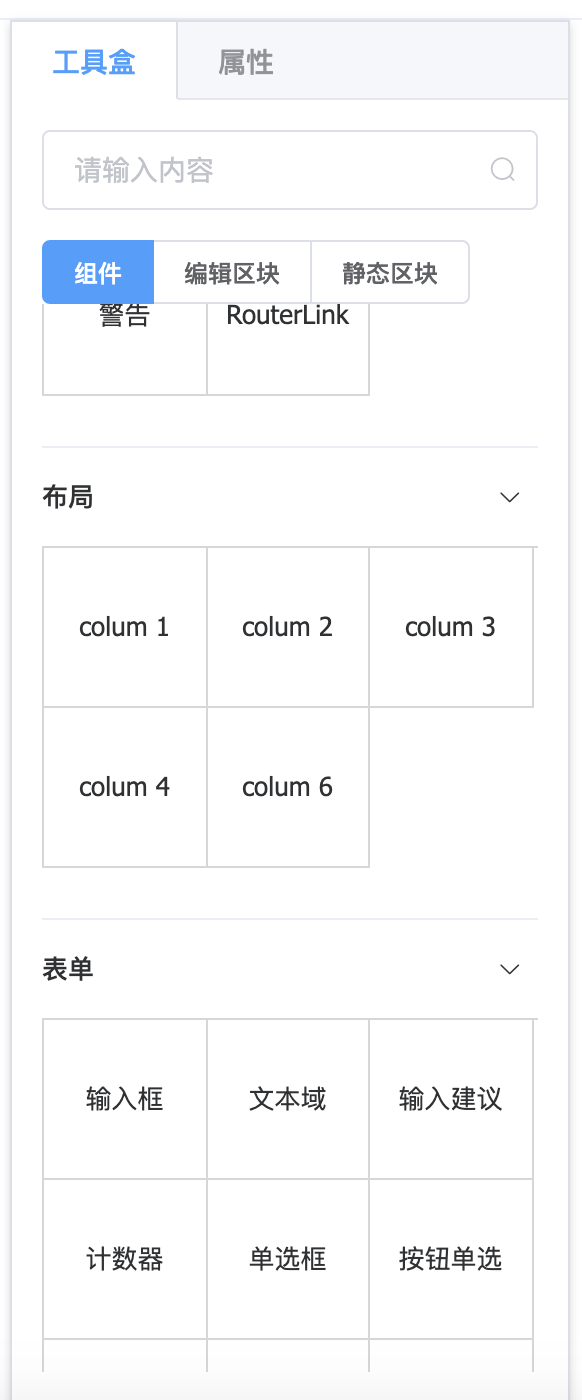 工具盒 属性
请输入内容
组件 编辑区块 静态区块
警告 RouterLink
布局
colum 1 colum 2 colum 3
colum 4 colum 6
表单
输入框 文本域 输入建议
计数器 单选框 按钮单选